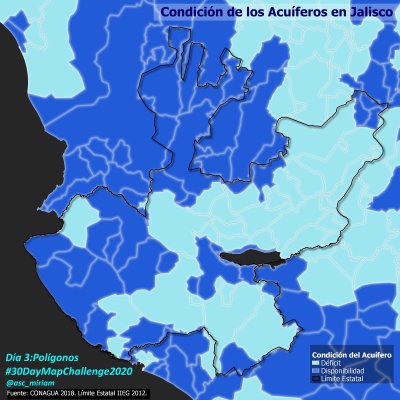 Condición de los Acuíferos en Jalisco
Día 3:Polígonos
#30DayMapChallenge2020
@asc_miriam
Fuente: CONAGUA 2018. Límite Estatal IIEG 2012.
Condición del Acuífero
Déficit
Disponibilidad
Límite Estatal